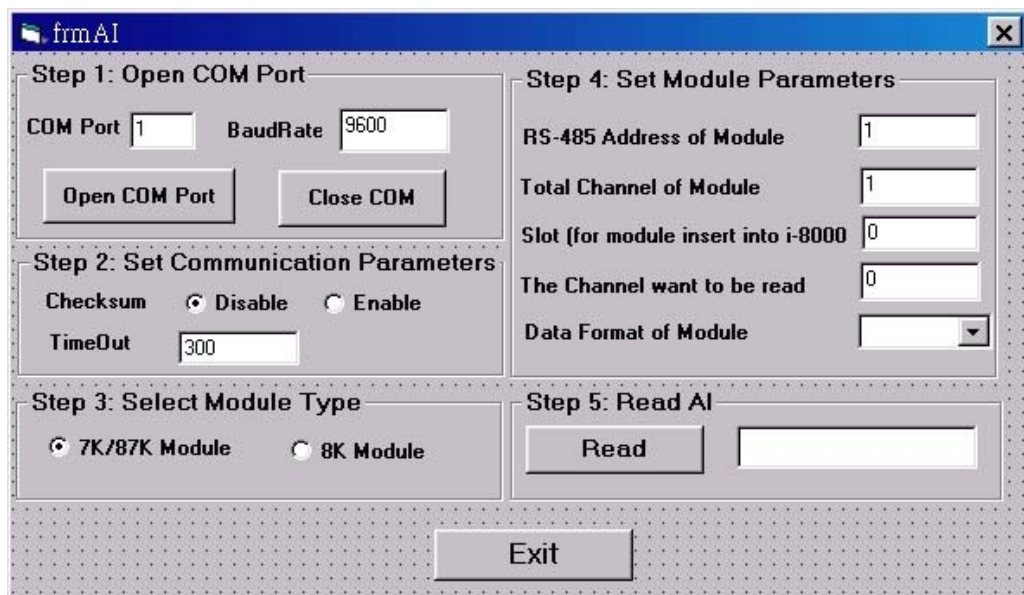 frmAI
Step 1: Open COM Port
COM Port 1 BaudRate 9600
Open COM Port Close COM
Step 2: Set Communication Parameters
Checksum Disable Enable
TimeOut 300
Step 3: Select Module Type
7K/87K Module 8K Module
Step 4: Set Module Parameters
RS-485 Address of Module 1
Total Channel of Module 1
Slot (for module insert into i-8000 0
The Channel want to be read 0
Data Format of Module
Step 5: Read AI
Read
Exit